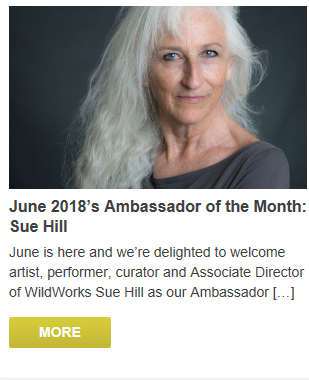 June 2018’s Ambassador of the Month:
Sue Hill
June is here and we’re delighted to welcome
artist, performer, curator and Associate Director
of WildWorks Sue Hill as our Ambassador […]
MORE